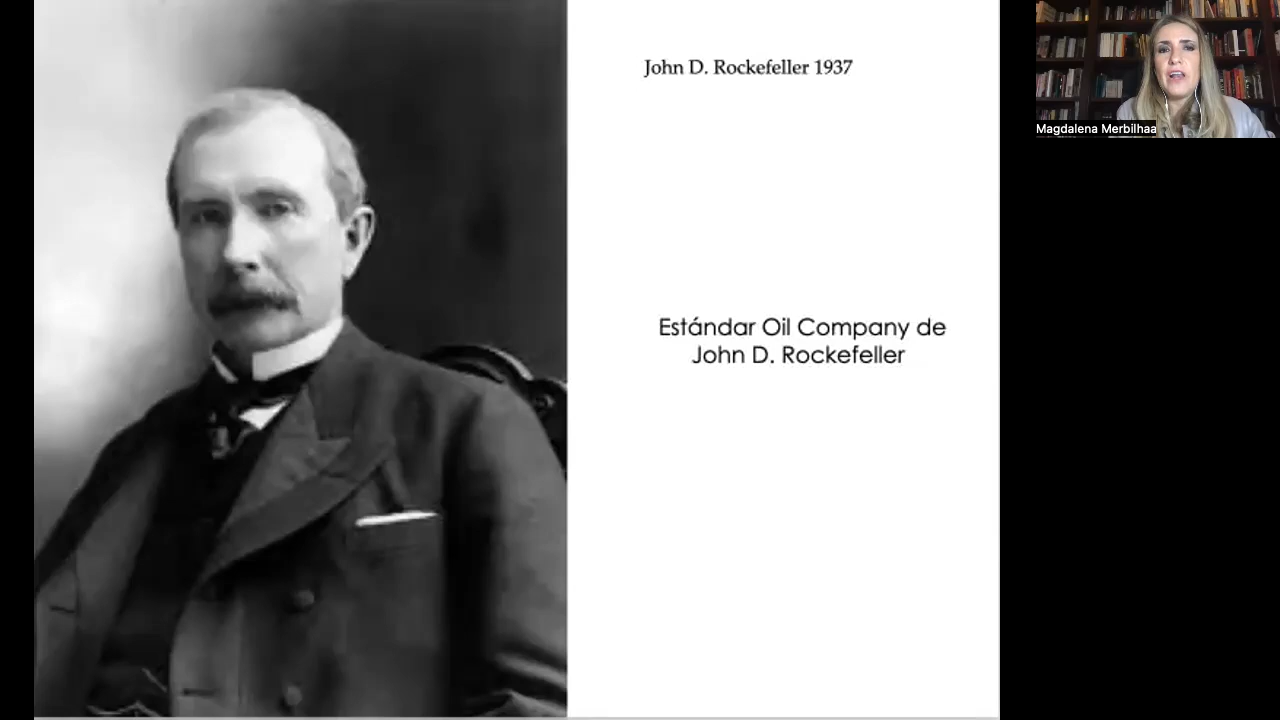 John D. Rockefeller 1937
Estándar Oil Company de
John D. Rockefeller
Magdalena Merbilhaa